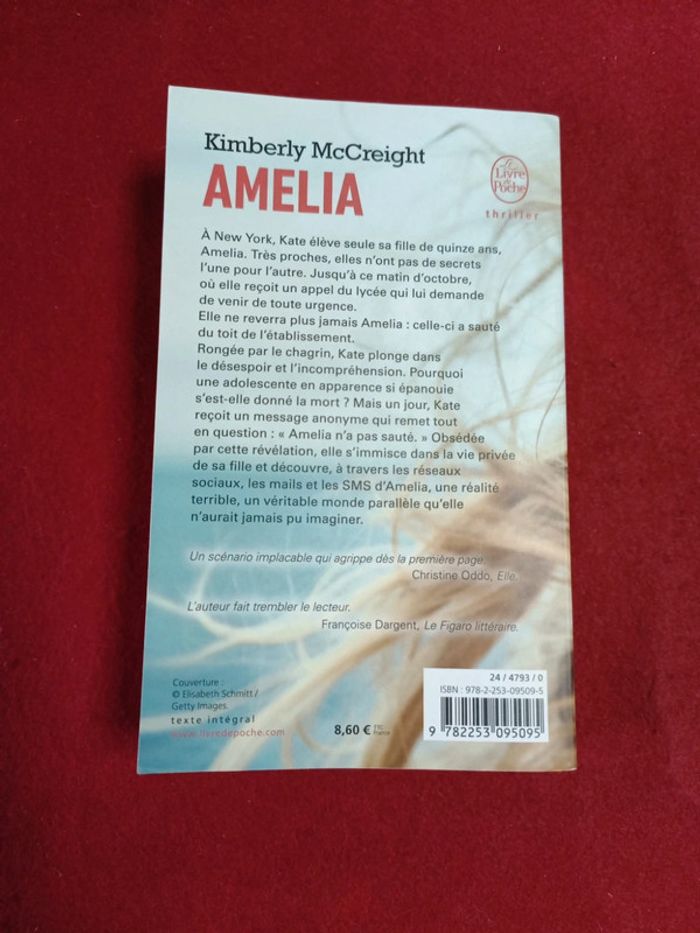 Kimberly McCreight
AMELIA
Le
Livre
de
Poche
thriller
À New York, Kate élève seule sa fille de quinze ans,
Amelia. Très proches, elles n'ont pas de secrets
l'une pour l'autre. Jusqu'à ce matin d'octobre,
où elle reçoit un appel du lycée qui lui demande
de venir de toute urgence.
Elle ne reverra plus jamais Amelia : celle-ci a sauté
du toit de l'établissement.
Rongée par le chagrin, Kate plonge dans
le désespoir et l'incompréhension. Pourquoi
une adolescente en apparence si épanouie
s'est-elle donné la mort ? Mais un jour, Kate
reçoit un message anonyme qui remet tout
en question : « Amelia n'a pas sauté. » Obsédée
par cette révélation, elle s'immisce dans la vie privée
de sa fille et découvre, à travers les réseaux
sociaux, les mails et les SMS d'Amelia, une réalité
terrible, un véritable monde parallèle qu'elle
n'aurait jamais pu imaginer.
Un scénario implacable qui agrippe dès la première page.
Christine Oddo, Elle.
L'auteur fait trembler le lecteur.
Françoise Dargent, Le Figaro littéraire.
Couverture :
© Elisabeth Schmitt /
Getty Images.
texte intégral
www.livredepoche.com
8,60 €
TTC
France
24 / 4793 / 0
ISBN : 978-2-253-09509-5
9 782253 095095